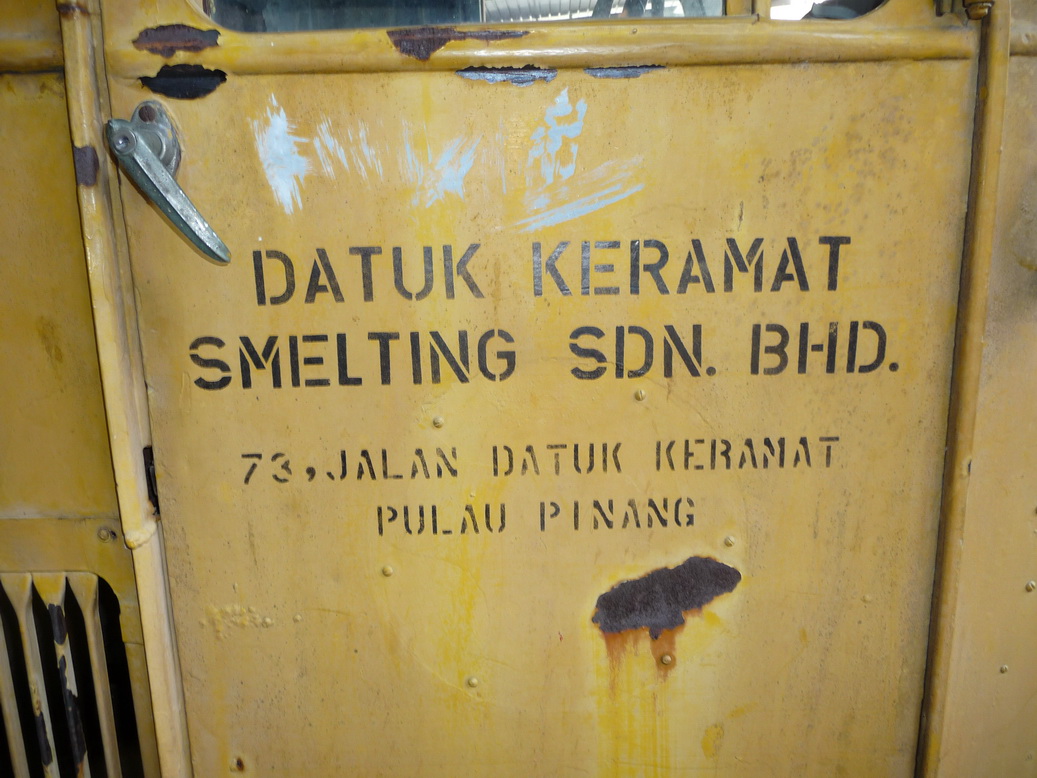 DATUK KERAMAT
SMELTING SDN. BHD.
73, JALAN DATUK KERAMAT
PULAU PINANG